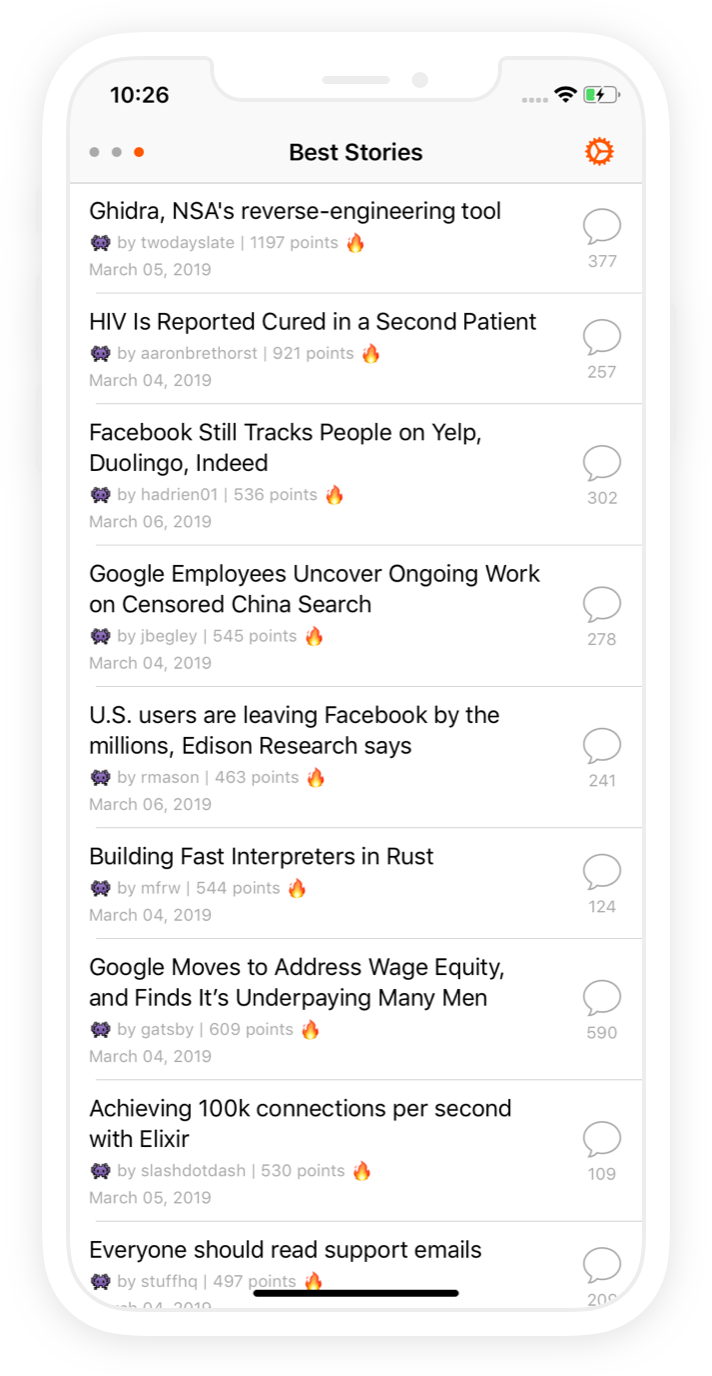 10:26
Best Stories
Ghidra, NSA's reverse-engineering tool
by twodayslate | 1197 points
March 05, 2019
377
HIV Is Reported Cured in a Second Patient
by aaronbrethorst | 921 points
March 04, 2019
257
Facebook Still Tracks People on Yelp,
Duolingo, Indeed
by hadrien01 | 536 points
March 06, 2019
302
Google Employees Uncover Ongoing Work
on Censored China Search
by jbegley | 545 points
March 04, 2019
278
U.S. users are leaving Facebook by the
millions, Edison Research says
by rmason | 463 points
March 06, 2019
241
Building Fast Interpreters in Rust
by mfrw | 544 points
March 04, 2019
124
Google Moves to Address Wage Equity,
and Finds It’s Underpaying Many Men
by gatsby | 609 points
March 04, 2019
590
Achieving 100k connections per second
with Elixir
by slashdotdash | 530 points
March 05, 2019
109
Everyone should read support emails
by stuffhq | 497 points
04, 2019